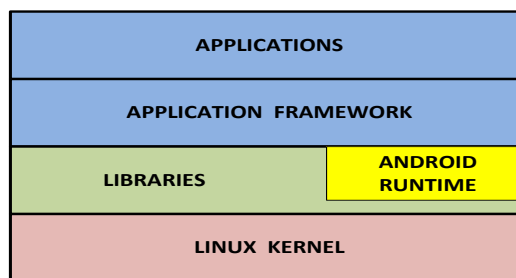 APPLICATIONS
APPLICATION FRAMEWORK
LIBRARIES
ANDROID
RUNTIME
LINUX KERNEL